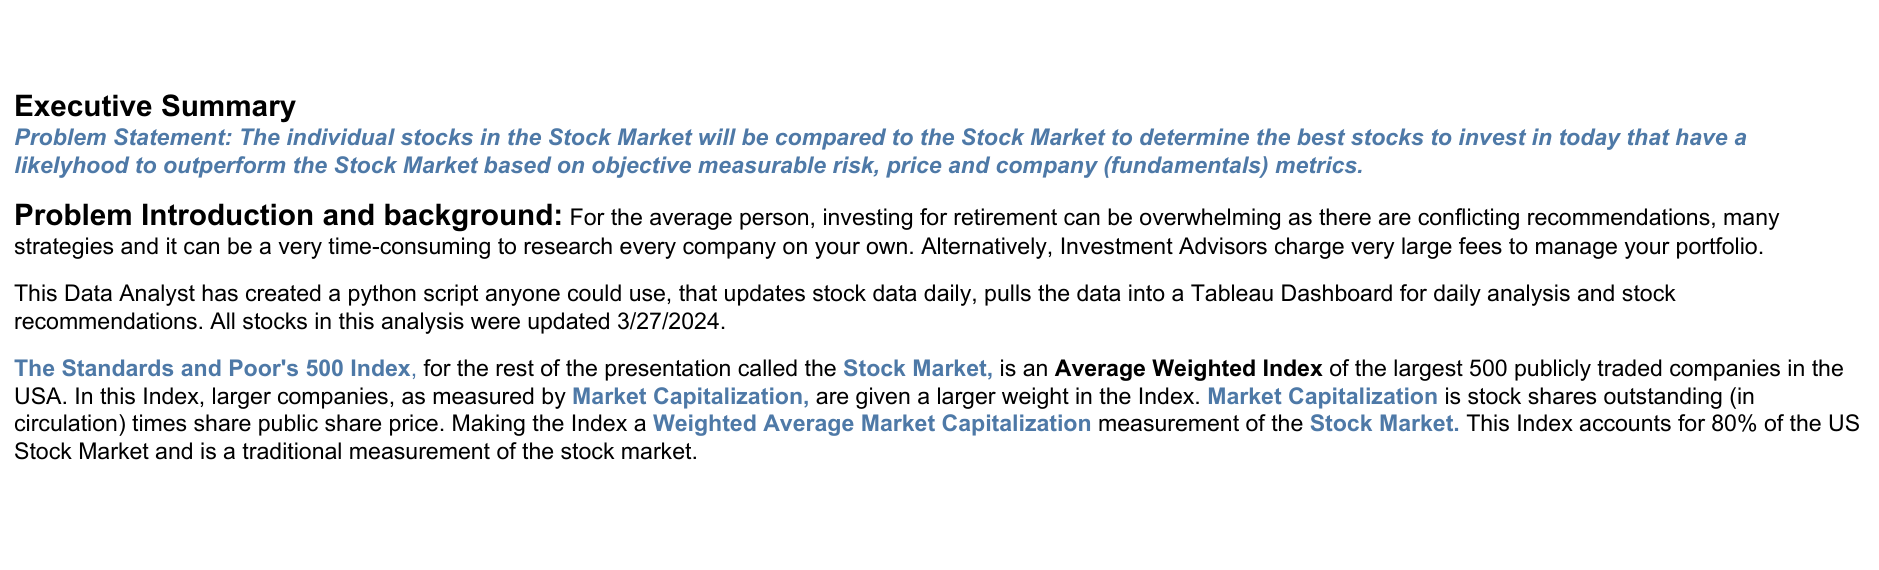 Executive Summary
Problem Statement: The individual stocks in the Stock Market will be compared to the Stock Market to determine the best stocks to invest in today that have a
likelyhood to outperform the Stock Market based on objective measurable risk, price and company (fundamentals) metrics.
Problem Introduction and background: For the average person, investing for retirement can be overwhelming as there are conflicting recommendations, many
strategies and it can be a very time-consuming to research every company on your own. Alternatively, Investment Advisors charge very large fees to manage your portfolio.
This Data Analyst has created a python script anyone could use, that updates stock data daily, pulls the data into a Tableau Dashboard for daily analysis and stock
recommendations. All stocks in this analysis were updated 3/27/2024.
The Standards and Poor's 500 Index, for the rest of the presentation called the Stock Market, is an Average Weighted Index of the largest 500 publicly traded companies in the
USA. In this Index, larger companies, as measured by Market Capitalization, are given a larger weight in the Index. Market Capitalization is stock shares outstanding (in
circulation) times share public share price. Making the Index a Weighted Average Market Capitalization measurement of the Stock Market. This Index accounts for 80% of the US
Stock Market and is a traditional measurement of the stock market.